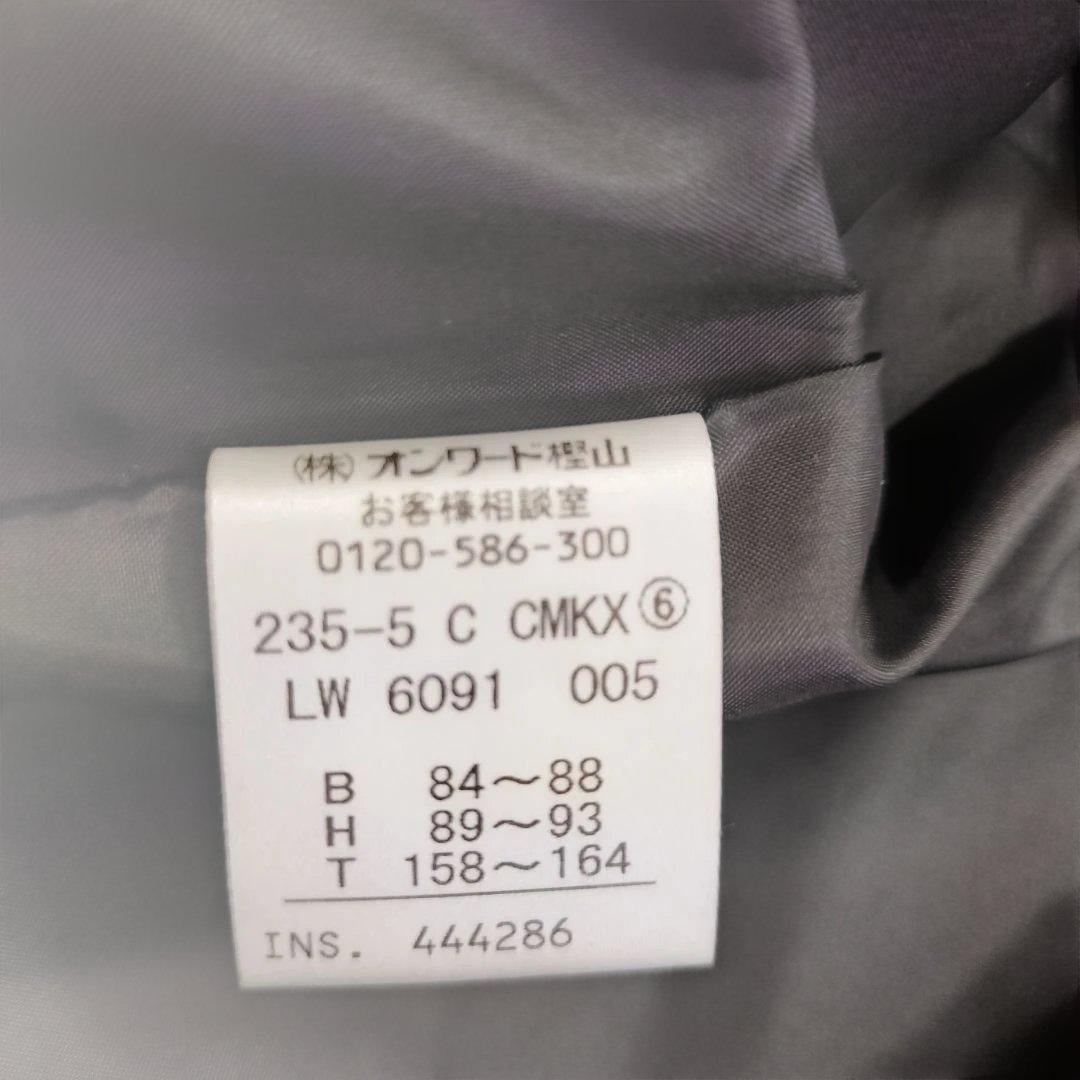 (株)オンワード樫山
お客様相談室
0120-586-300
235-5 C CMKX⑥
LW 6091 005
B 84～88
H 89～93
T 158～164
INS. 444286